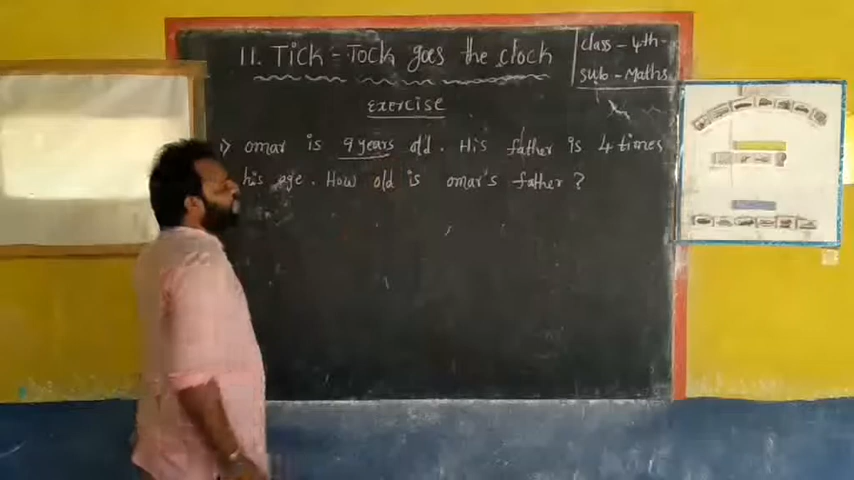 11. Tick-Tock goes the clock
class - 4th
sub - Maths
Exercise
1) omar is 9 years old. His father is 4 times
his age. How old is omar's father?